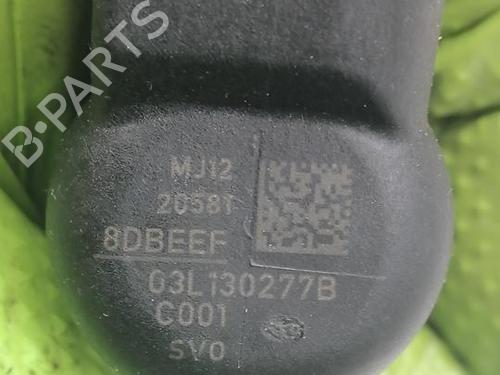 B-PARTS
MJ12
20581
8DBEEF
03L130277B
C001
SV0